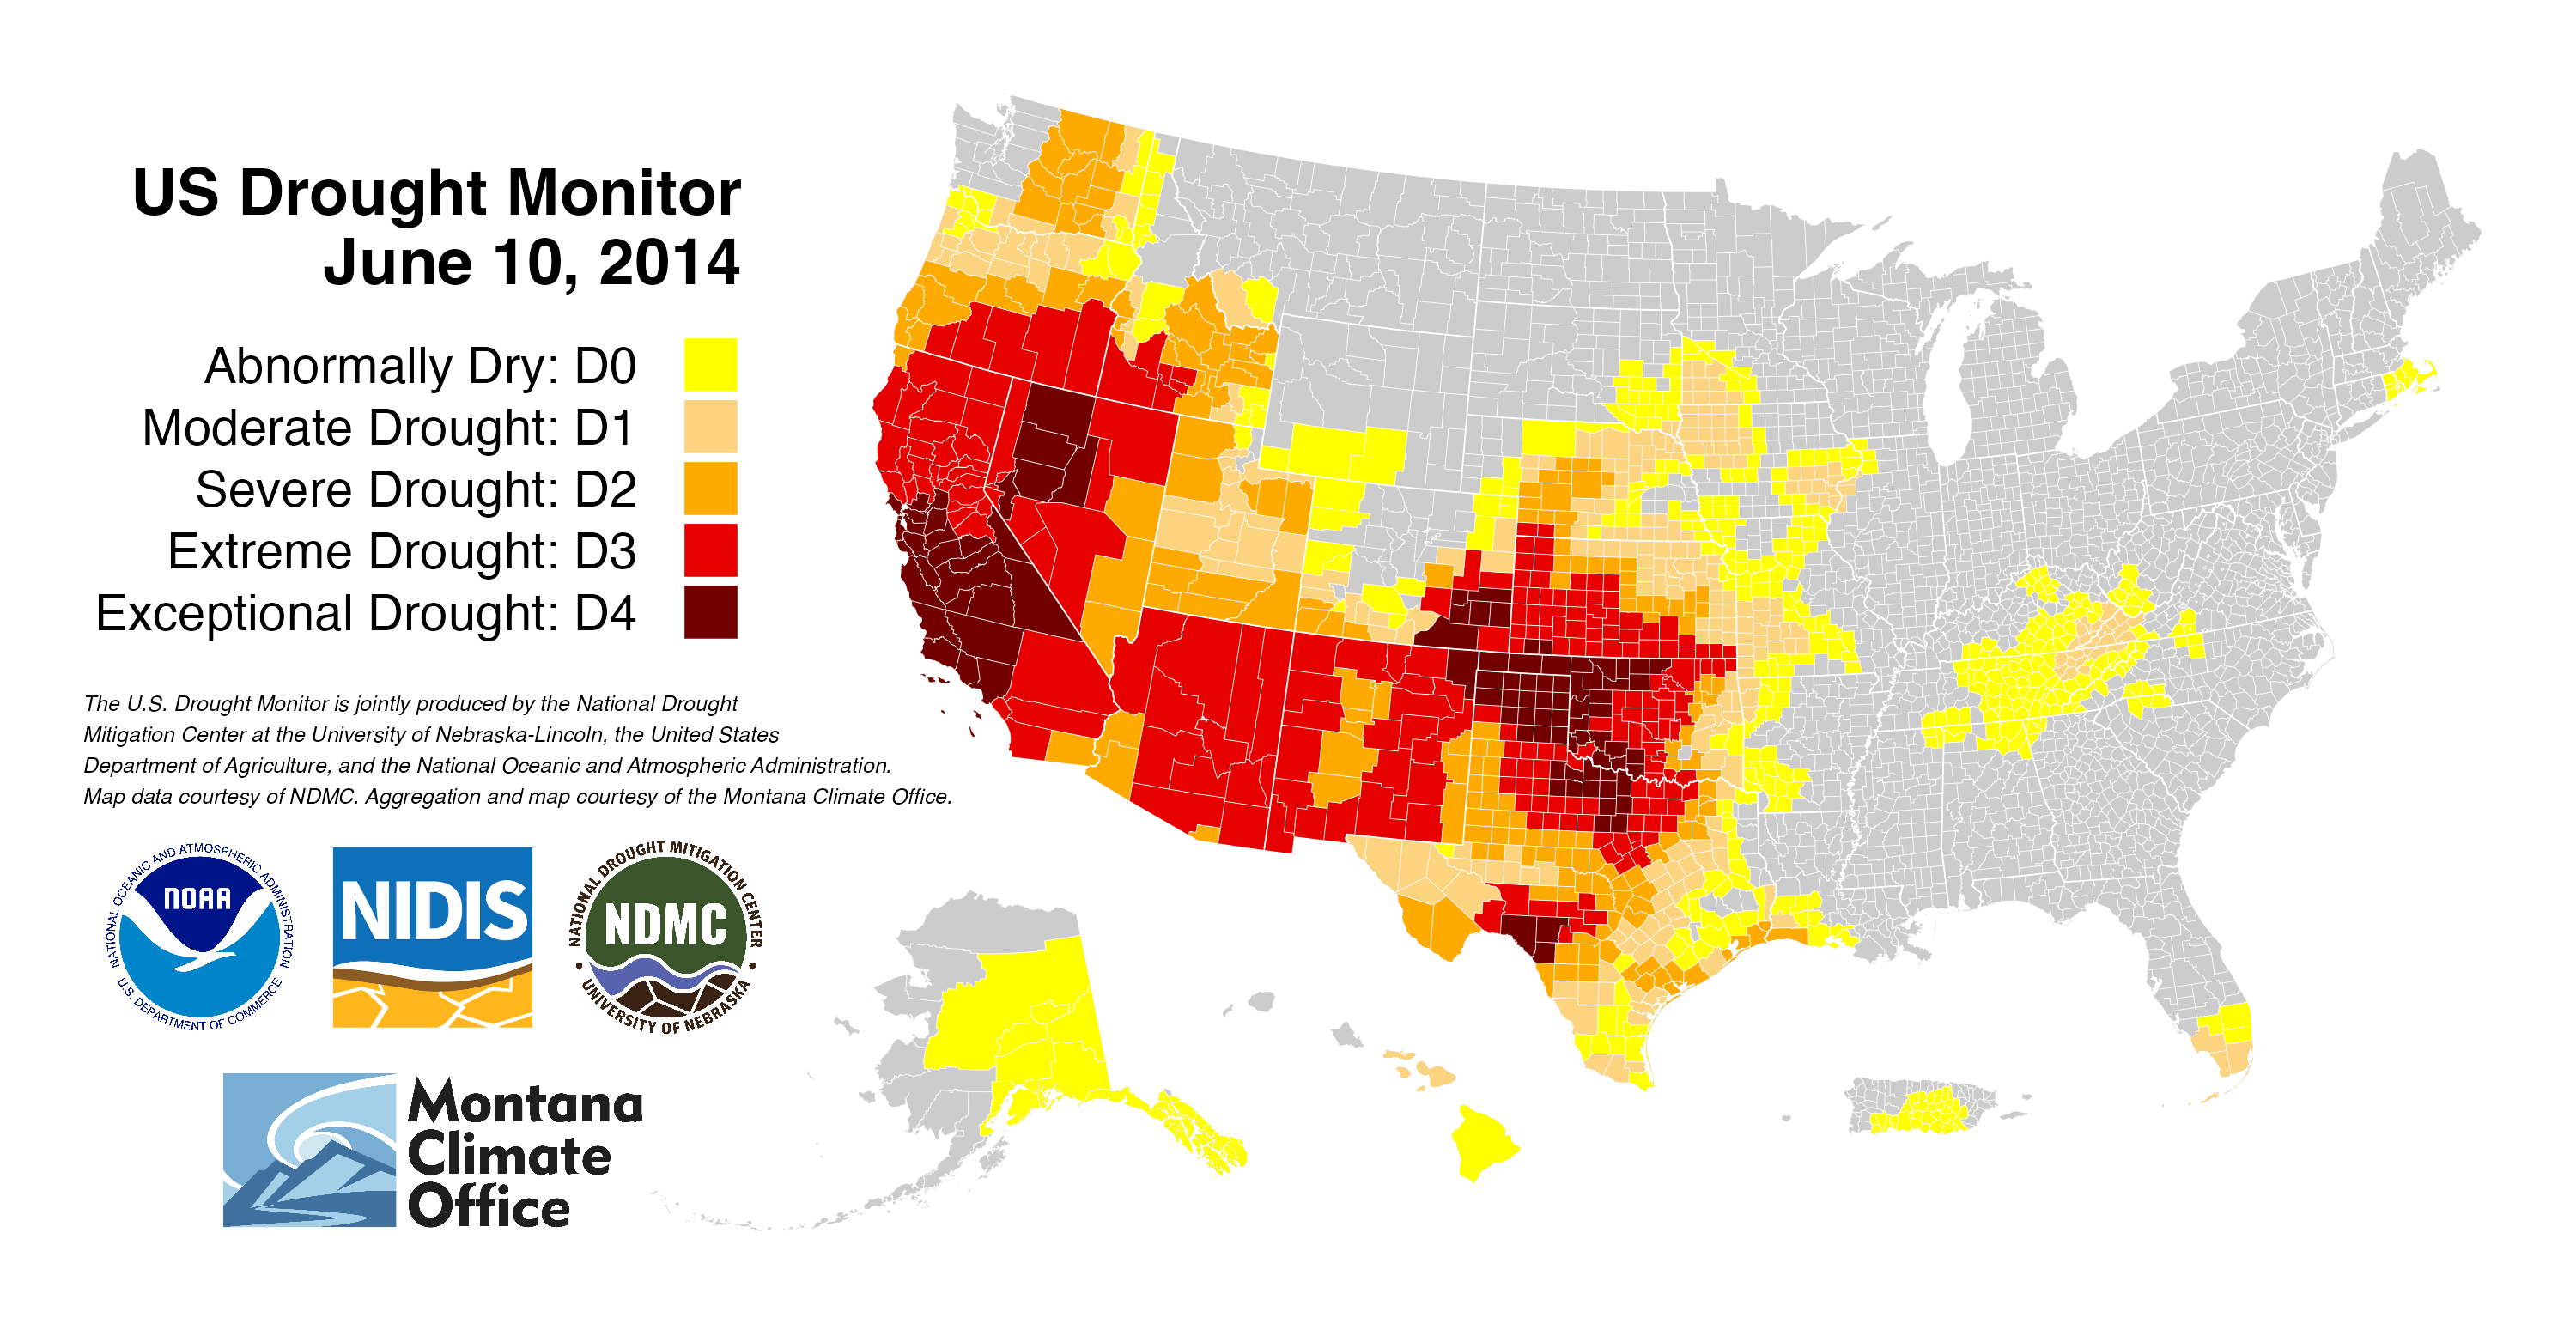 US Drought Monitor
June 10, 2014
Abnormally Dry: D0
Moderate Drought: D1
Severe Drought: D2
Extreme Drought: D3
Exceptional Drought: D4
The U.S. Drought Monitor is jointly produced by the National Drought
Mitigation Center at the University of Nebraska-Lincoln, the United States
Department of Agriculture, and the National Oceanic and Atmospheric Administration.
Map data courtesy of NDMC. Aggregation and map courtesy of the Montana Climate Office.
NATIONAL OCEANIC AND ATMOSPHERIC ADMINISTRATION
NOAA
U.S. DEPARTMENT OF COMMERCE
NIDIS
NATIONAL DROUGHT MITIGATION CENTER
NDMC
UNIVERSITY OF NEBRASKA
Montana
Climate
Office